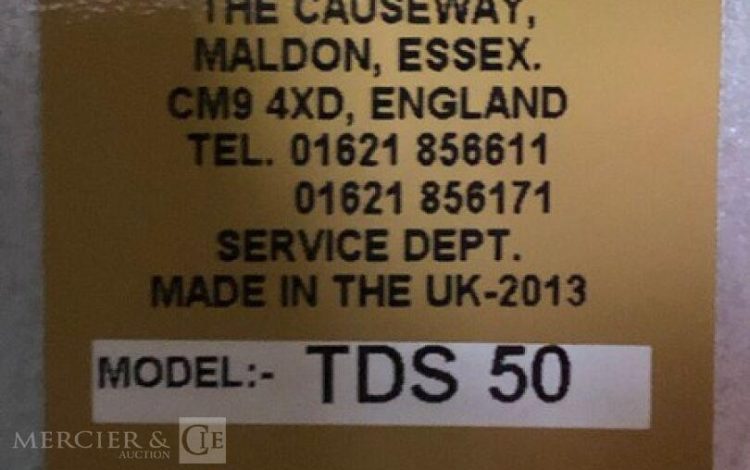 THE CAUSEWAY,
MALDON, ESSEX.
CM9 4XD, ENGLAND
TEL. 01621 856611
01621 856171
SERVICE DEPT.
MADE IN THE UK-2013
MODEL:- TDS 50
MERCIER & CIE
AUCTION